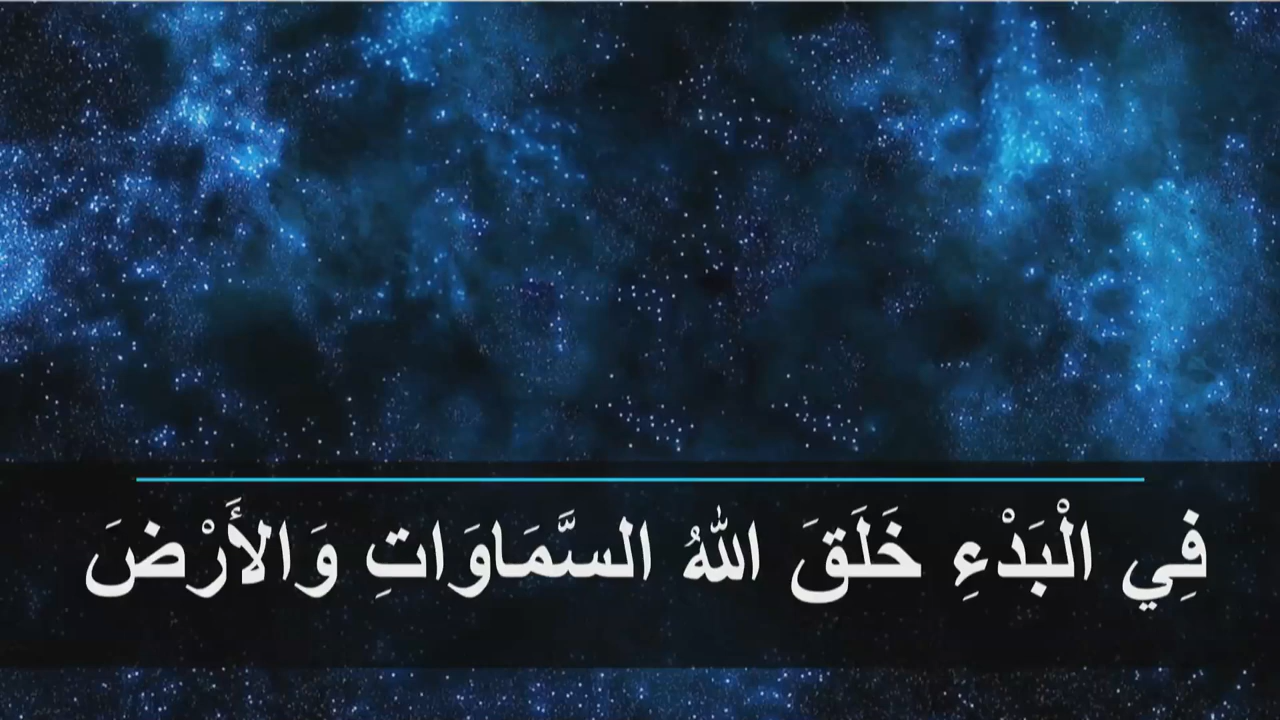 فِي الْبَدْءِ خَلَقَ اللهُ السَّمَاوَاتِ وَالأَرْضَ